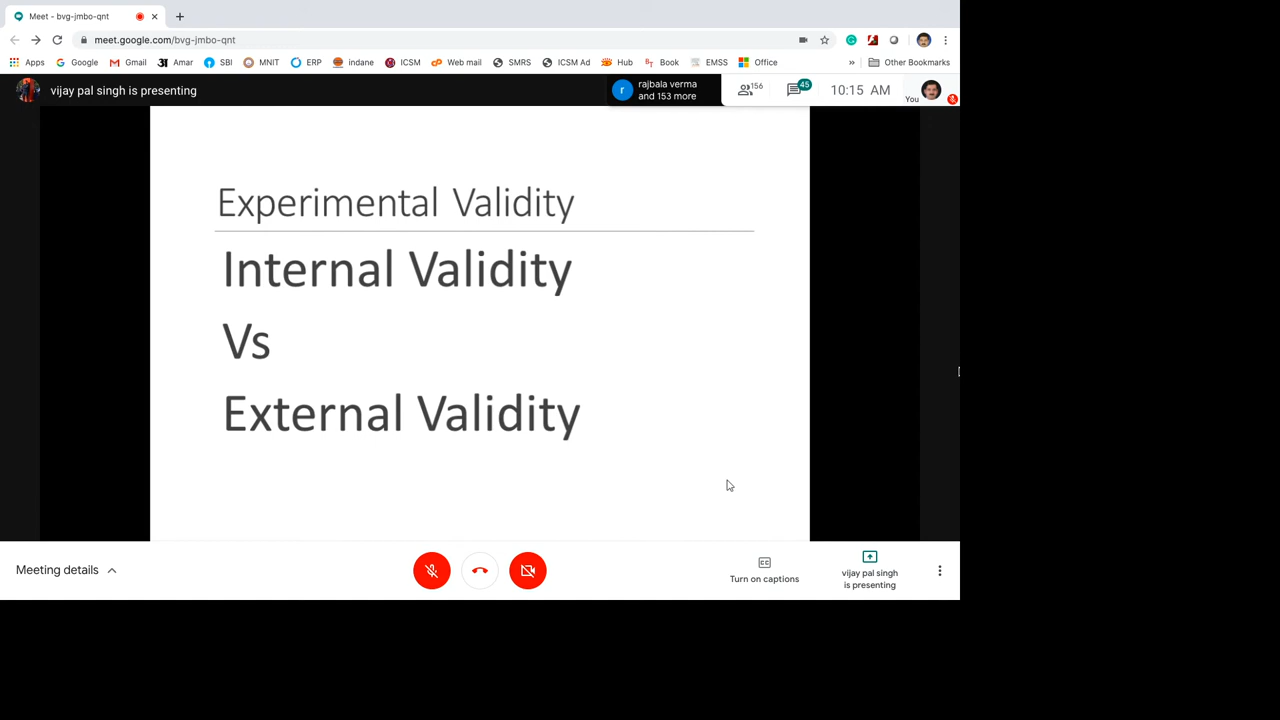 Meet - bvg-jmbo-qnt
meet.google.com/bvg-jmbo-qnt
Apps Google Gmail Amar SBI MNIT ERP indane ICSM Web mail SMRS ICSM Ad Hub Book EMSS Office » Other Bookmarks
vijay pal singh is presenting
r rajbala verma
and 153 more
156
45
10:15 AM
You
Experimental Validity
Internal Validity
Vs
External Validity
Meeting details
CC
Turn on captions
vijay pal singh
is presenting